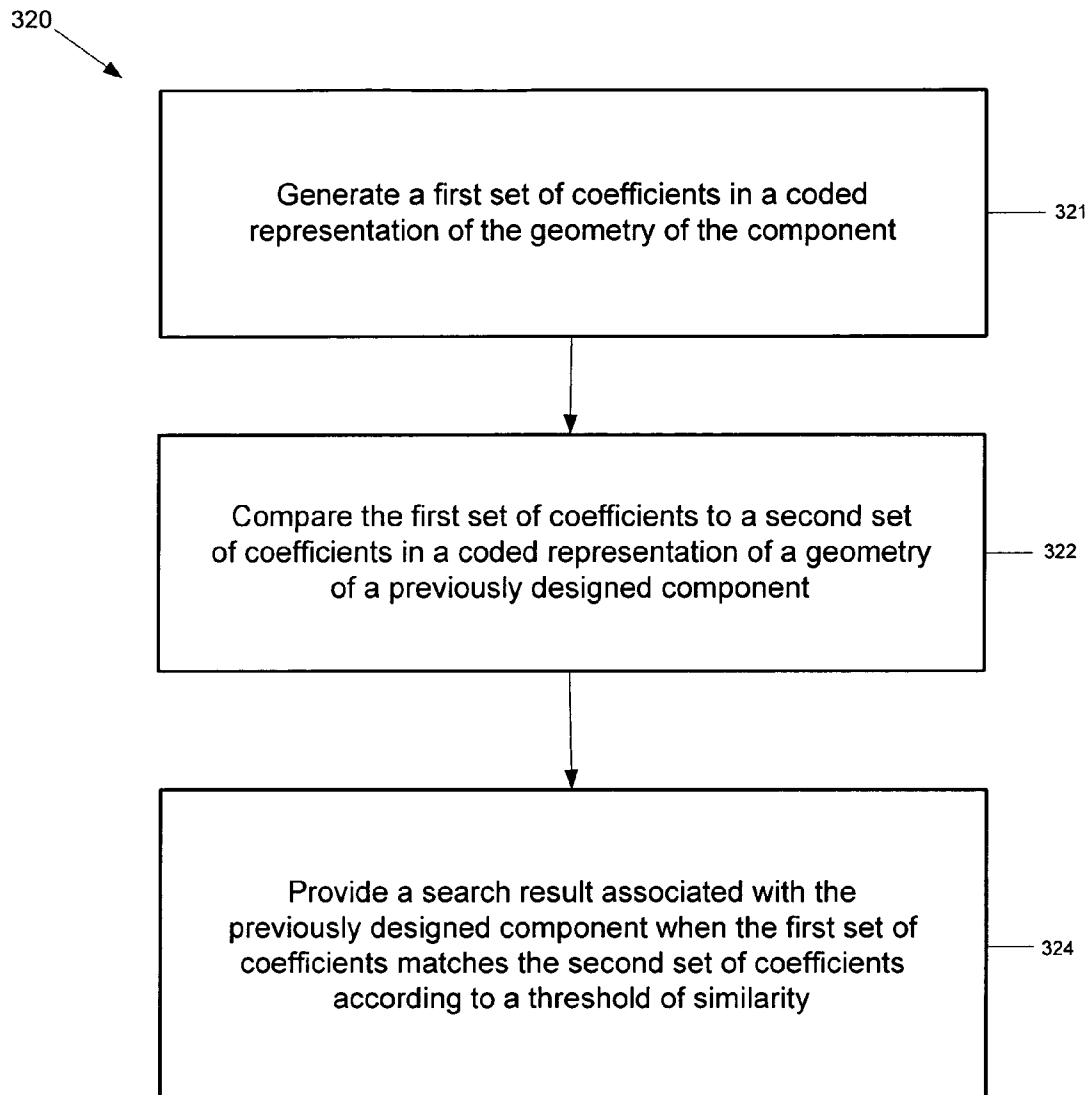 320
Generate a first set of coefficients in a coded
representation of the geometry of the component
321
Compare the first set of coefficients to a second set
of coefficients in a coded representation of a geometry
of a previously designed component
322
Provide a search result associated with the
previously designed component when the first set of
coefficients matches the second set of coefficients
according to a threshold of similarity
324